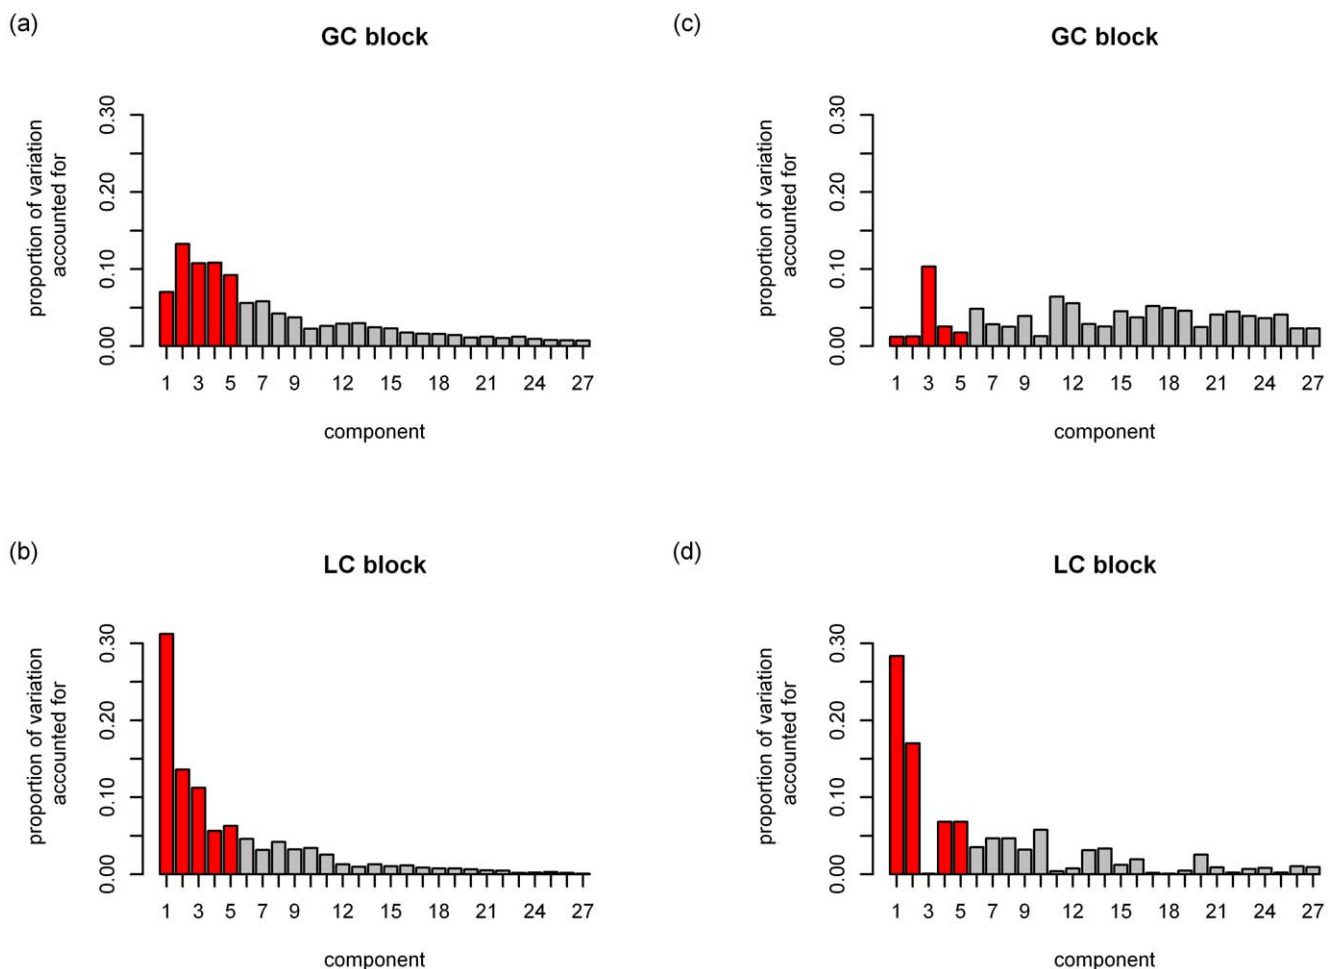 (a)
GC block
proportion of variation
accounted for
0.00 0.10 0.20 0.30
1 3 5 7 9 12 15 18 21 24 27
component
(c)
GC block
proportion of variation
accounted for
0.00 0.10 0.20 0.30
1 3 5 7 9 12 15 18 21 24 27
component
(b)
LC block
proportion of variation
accounted for
0.00 0.10 0.20 0.30
1 3 5 7 9 12 15 18 21 24 27
component
(d)
LC block
proportion of variation
accounted for
0.00 0.10 0.20 0.30
1 3 5 7 9 12 15 18 21 24 27
component